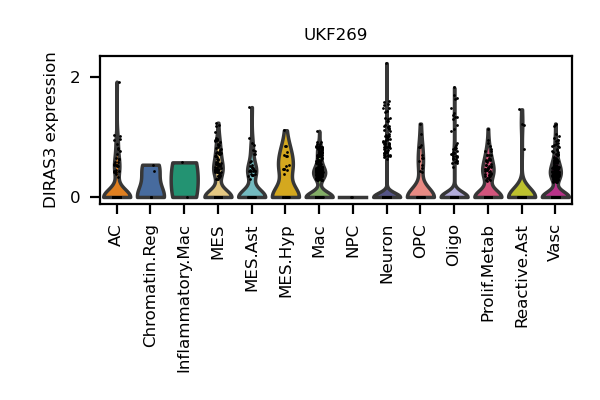 UKF269
DIRAS3 expression
2
0
AC
Chromatin.Reg
Inflammatory.Mac
MES
MES.Ast
MES.Hyp
Mac
NPC
Neuron
OPC
Oligo
Prolif.Metab
Reactive.Ast
Vasc